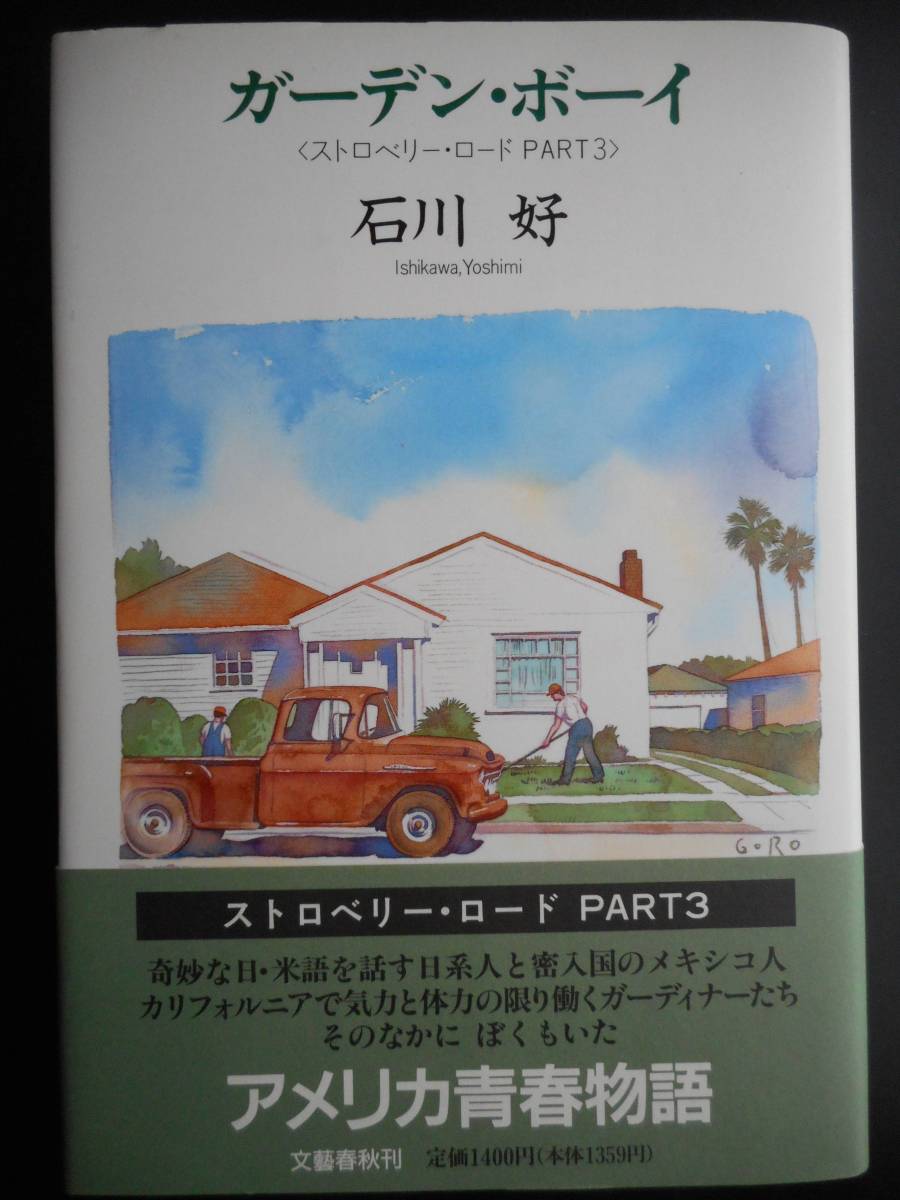 ガーデン・ボーイ
〈ストロベリー・ロード PART3〉
石川 好
Ishikawa,Yoshimi
GORO
ストロベリー・ロード PART3
奇妙な日・米語を話す日系人と密入国のメキシコ人
カリフォルニアで気力と体力の限り働くガーディナーたち
そのなかに ぼくもいた
アメリカ青春物語
文藝春秋刊 定価1400円(本体1359円)